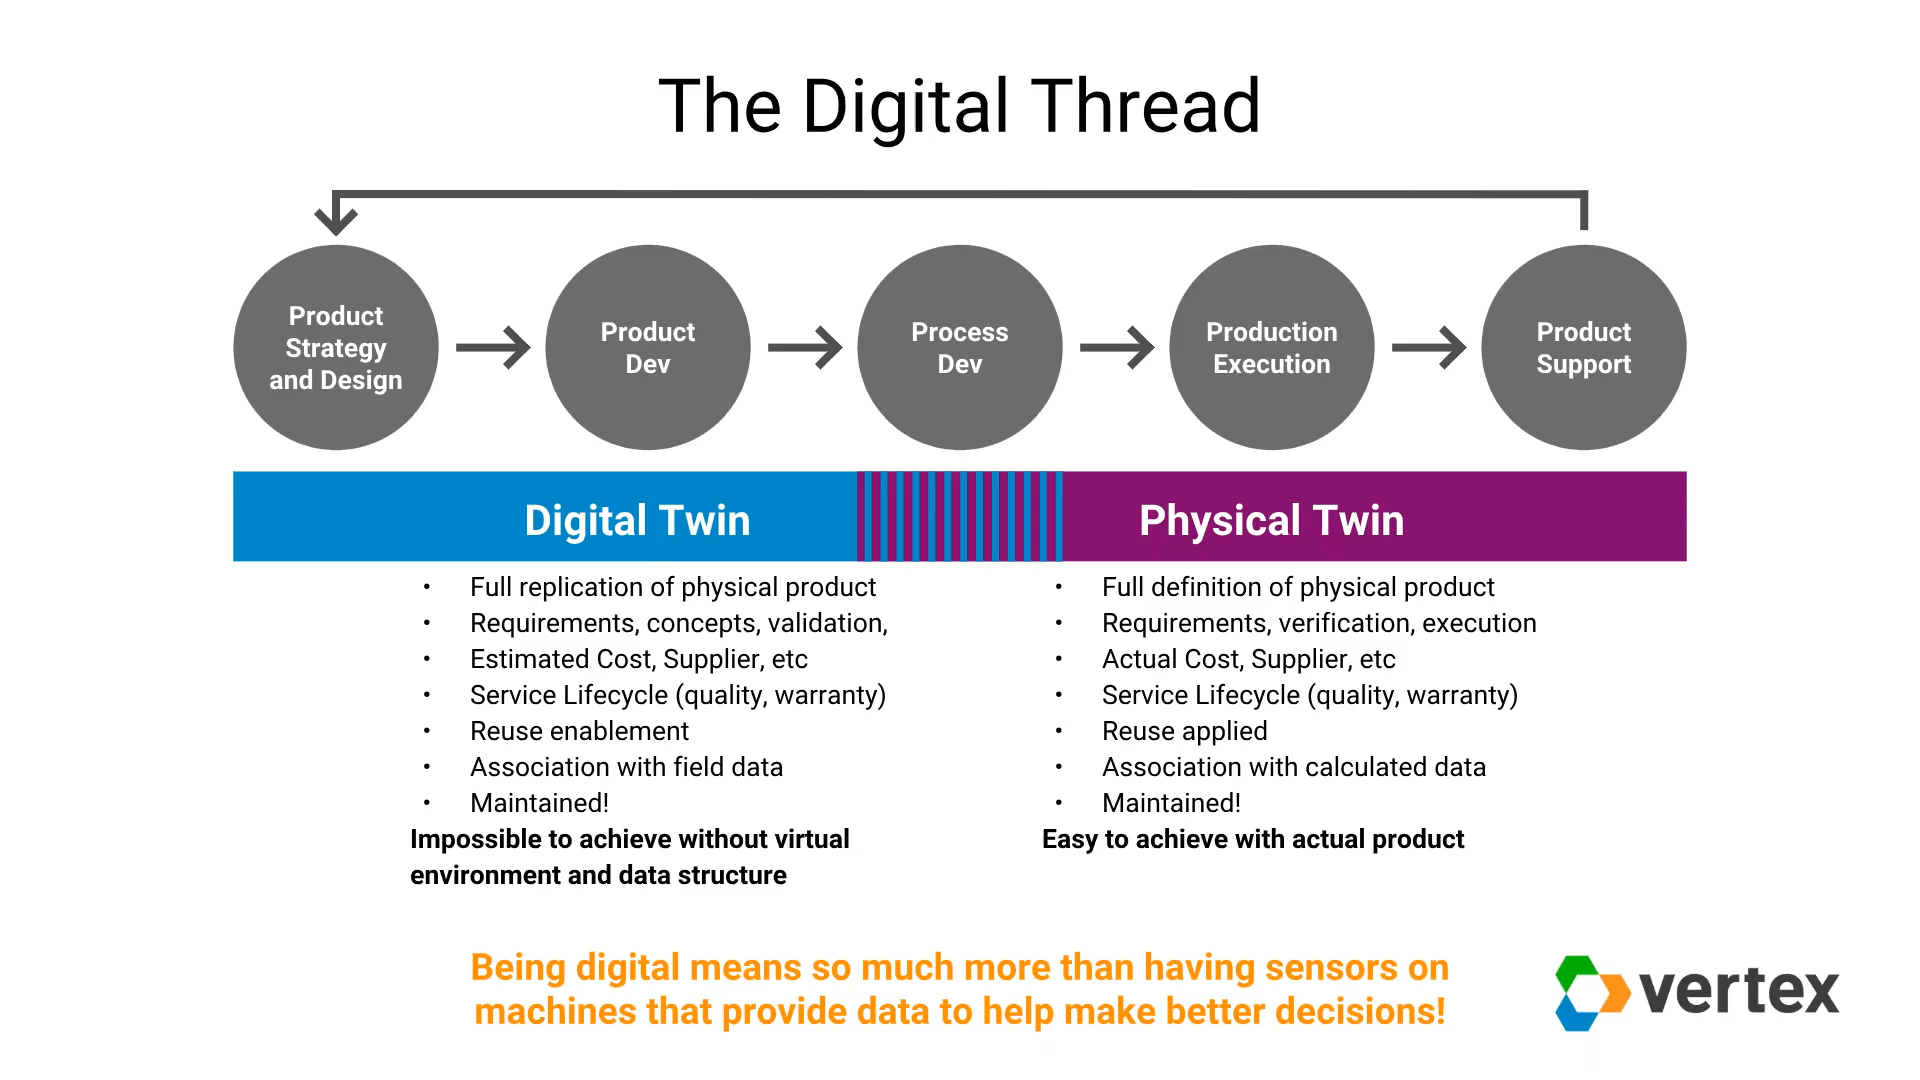 The Digital Thread
Product
Strategy
and Design
Product
Dev
Process
Dev
Production
Execution
Product
Support
Digital Twin
• Full replication of physical product
• Requirements, concepts, validation,
• Estimated Cost, Supplier, etc
• Service Lifecycle (quality, warranty)
• Reuse enablement
• Association with field data
• Maintained!
Impossible to achieve without virtual
environment and data structure
Physical Twin
• Full definition of physical product
• Requirements, verification, execution
• Actual Cost, Supplier, etc
• Service Lifecycle (quality, warranty)
• Reuse applied
• Association with calculated data
• Maintained!
Easy to achieve with actual product
Being digital means so much more than having sensors on
machines that provide data to help make better decisions!
vertex